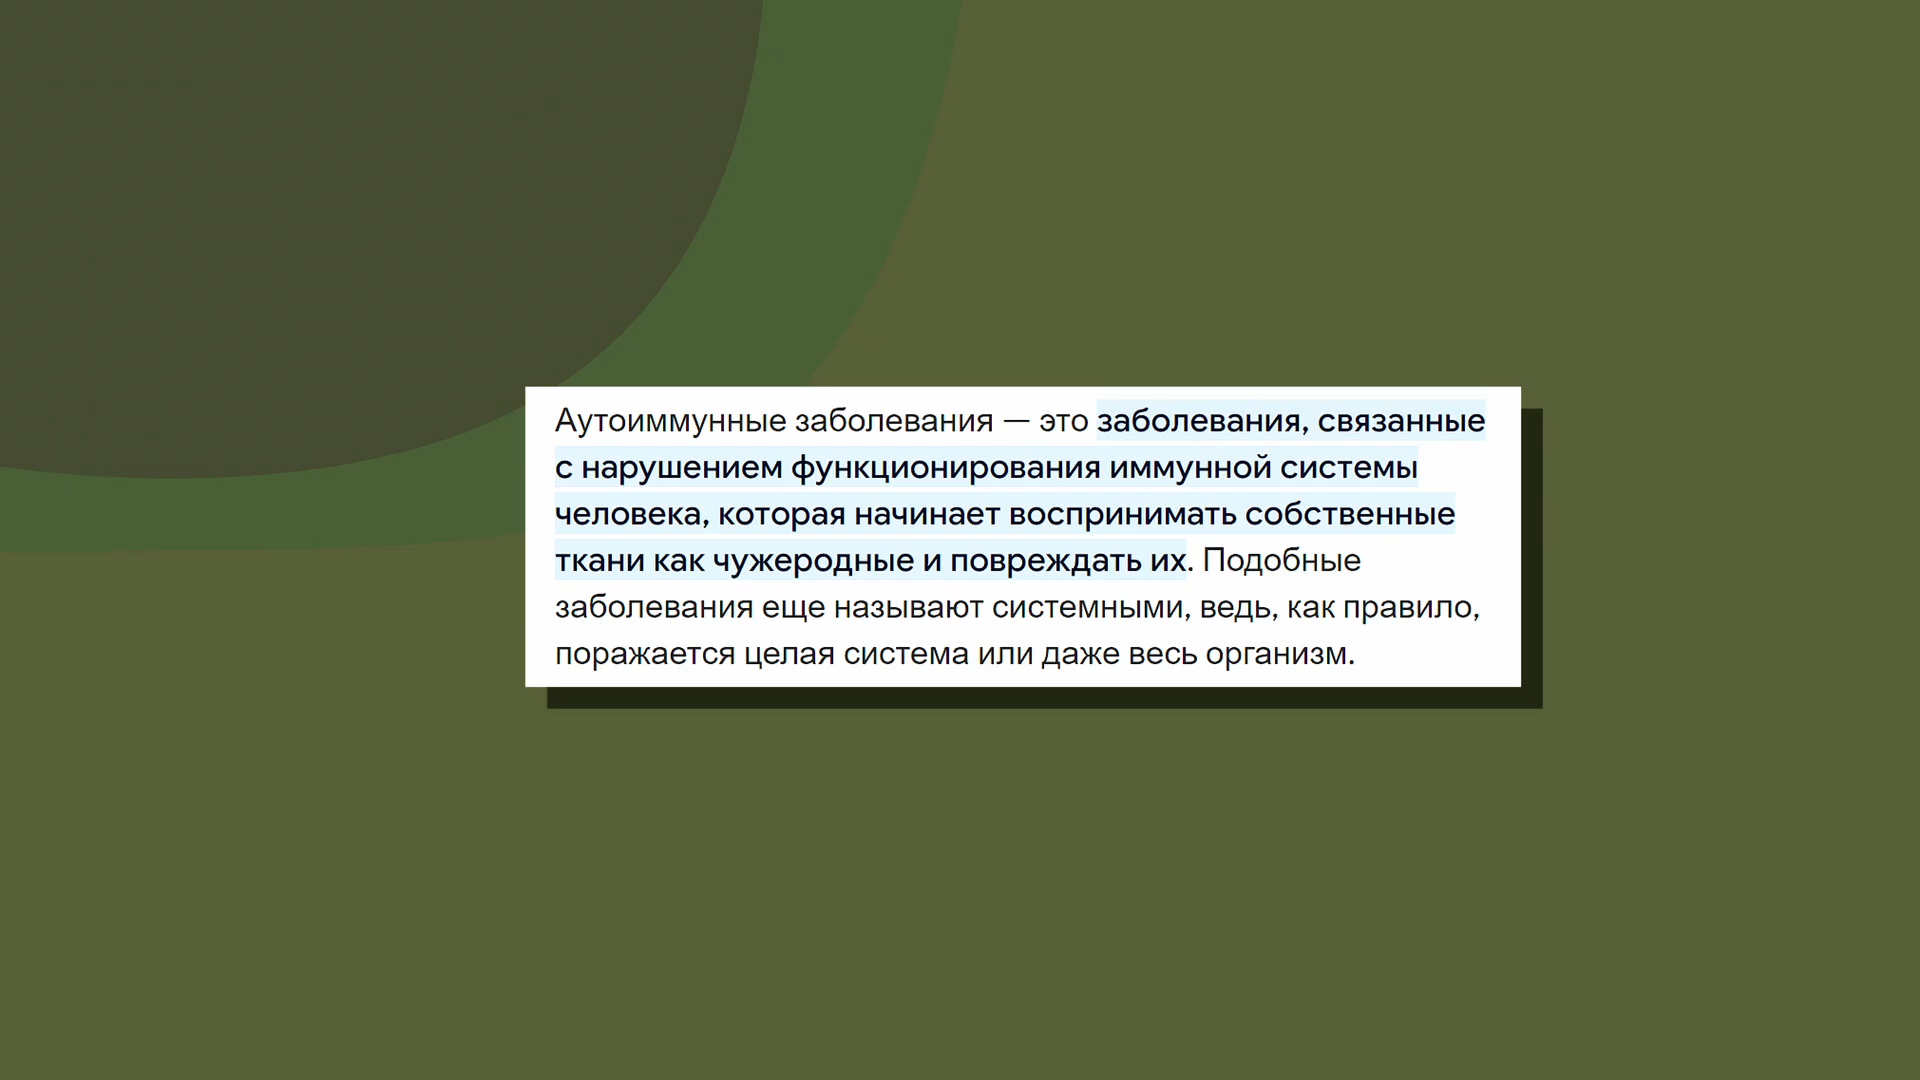 Аутоиммунные заболевания — это заболевания, связанные
с нарушением функционирования иммунной системы
человека, которая начинает воспринимать собственные
ткани как чужеродные и повреждать их. Подобные
заболевания еще называют системными, ведь, как правило,
поражается целая система или даже весь организм.